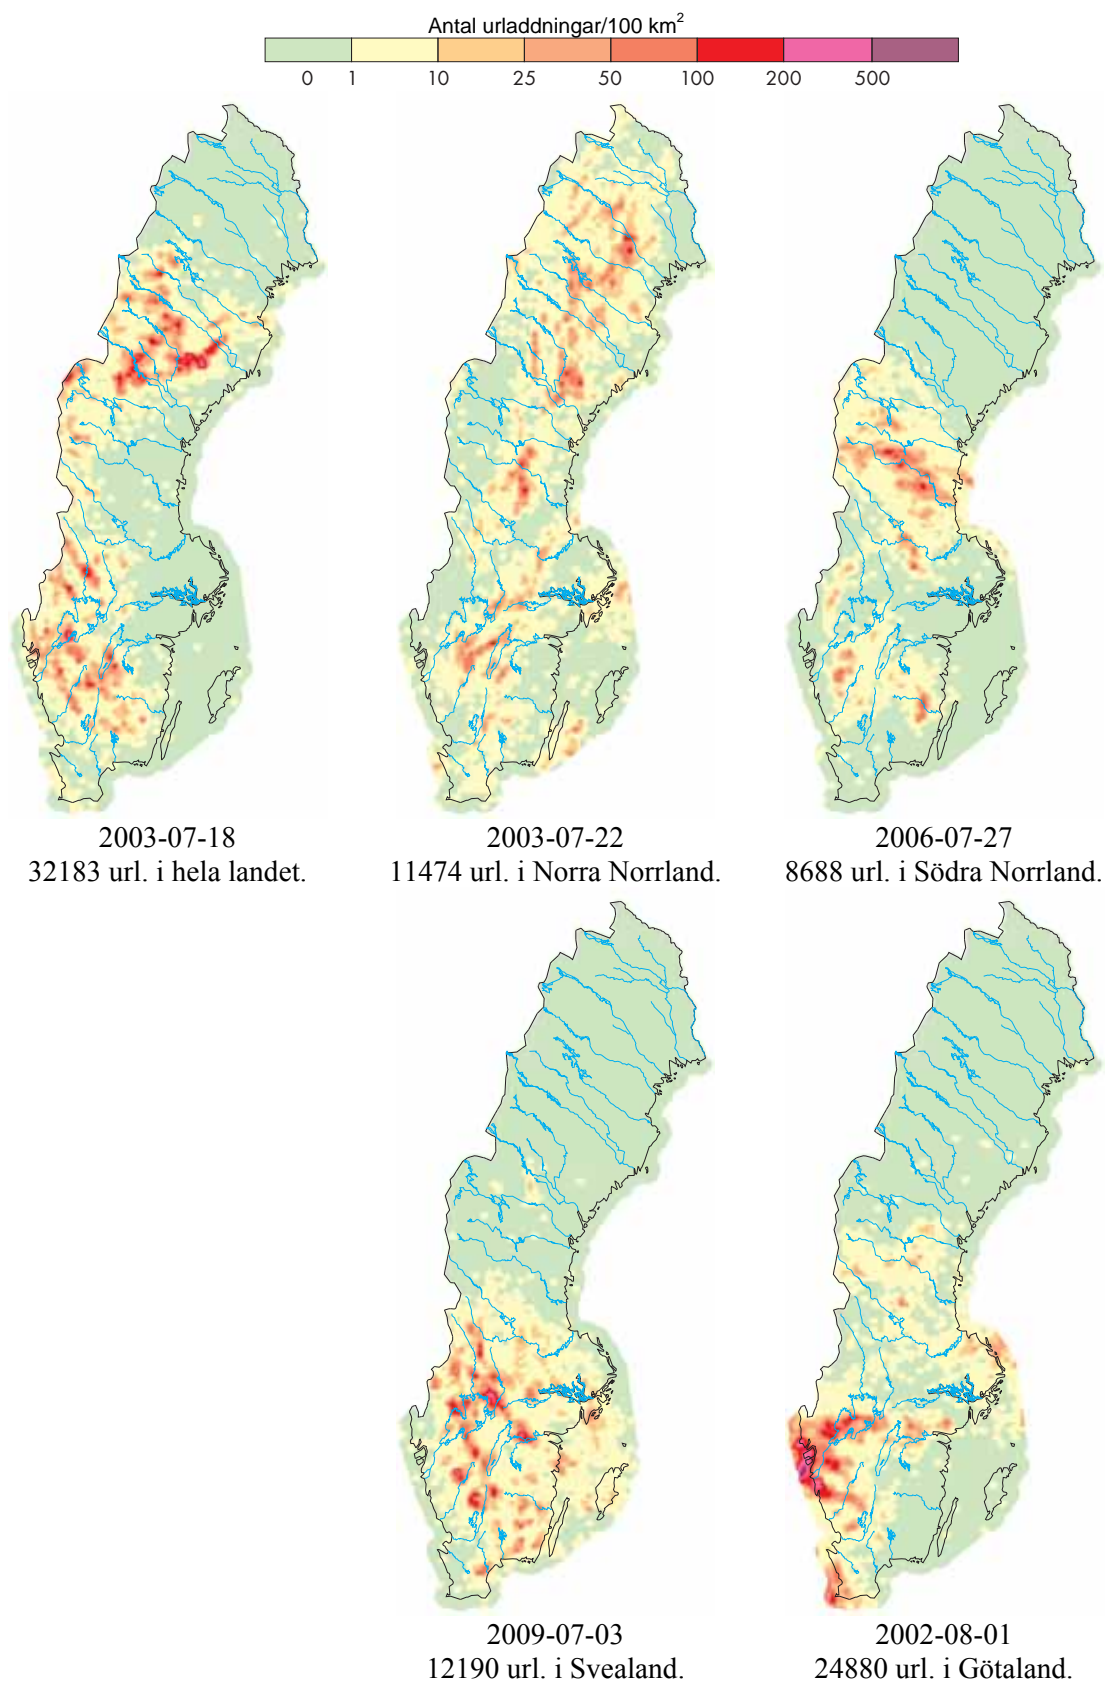 Antal urladdningar/100 km²
0 1 10 25 50 100 200 500
2003-07-18
32183 url. i hela landet.
2003-07-22
11474 url. i Norra Norrland.
2006-07-27
8688 url. i Södra Norrland.
2009-07-03
12190 url. i Svealand.
2002-08-01
24880 url. i Götaland.